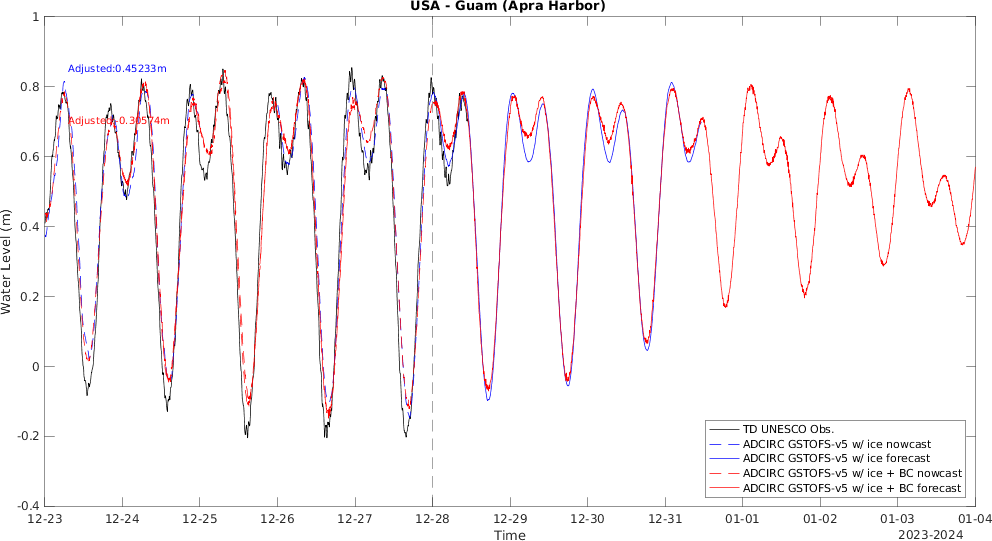 USA - Guam (Apra Harbor)
1
0.8
0.6
0.4
0.2
0
-0.2
-0.4
Water Level (m)
Adjusted:0.45233m
TD UNESCO Obs.
ADCIRC GSTOFS-v5 w/ ice nowcast
ADCIRC GSTOFS-v5 w/ ice forecast
ADCIRC GSTOFS-v5 w/ ice + BC nowcast
ADCIRC GSTOFS-v5 w/ ice + BC forecast
12-23 12-24 12-25 12-26 12-27 12-28 12-29 12-30 12-31 01-01 01-02 01-03 01-04
Time
2023-2024